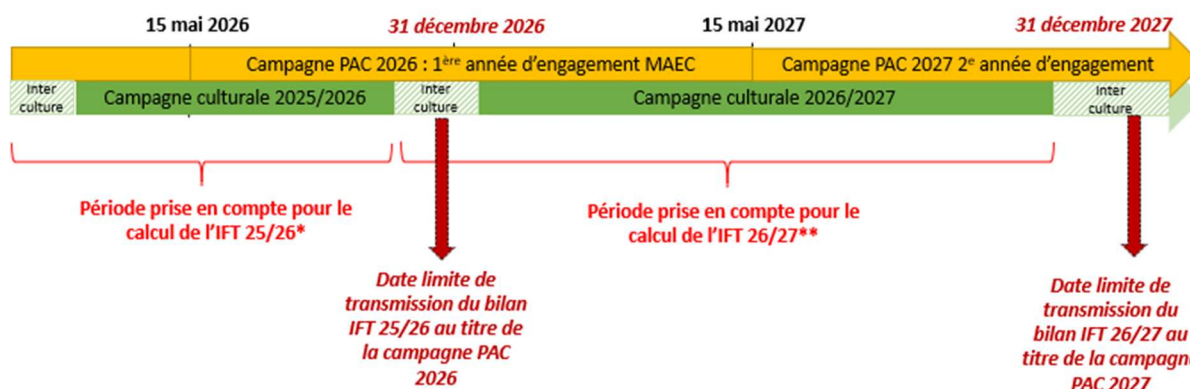 15 mai 2026
31 décembre 2026
15 mai 2027
31 décembre 2027
Campagne PAC 2026 : 1ère année d'engagement MAEC
Campagne PAC 2027 2e année d'engagement
Inter
culture
Campagne culturale 2025/2026
Inter
culture
Campagne culturale 2026/2027
Inter
culture
Période prise en compte pour le
calcul de l'IFT 25/26*
Période prise en compte pour le
calcul de l'IFT 26/27**
Date limite de
transmission du bilan
IFT 25/26 au titre de
la campagne PAC
2026
Date limite de
transmission du
bilan IFT 26/27 au
titre de la campagne
PAC 2027